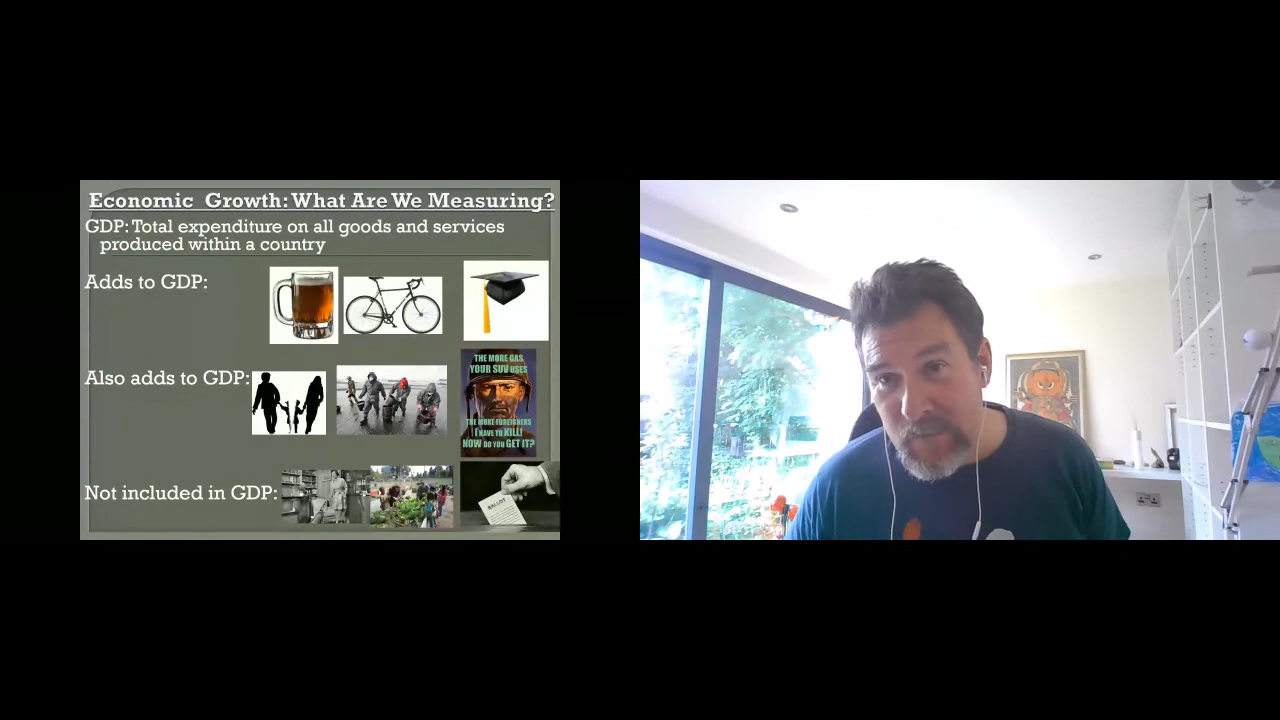 Economic Growth: What Are We Measuring?
GDP: Total expenditure on all goods and services
produced within a country
Adds to GDP:
Also adds to GDP:
THE MORE GAS
YOUR SUV USES
THE MORE FOREIGNERS
I HAVE TO KILL!
NOW DO YOU GET IT?
Not included in GDP:
BALLOT